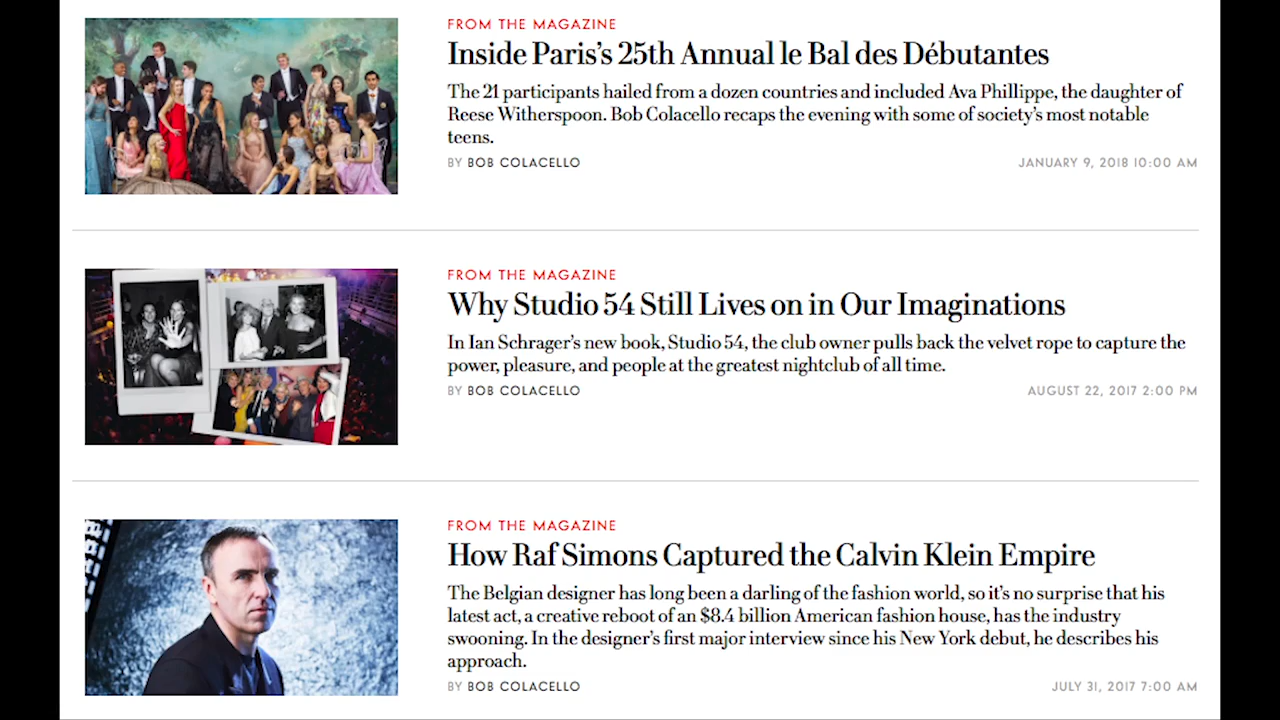 FROM THE MAGAZINE
Inside Paris's 25th Annual le Bal des Débutantes
The 21 participants hailed from a dozen countries and included Ava Phillippe, the daughter of
Reese Witherspoon. Bob Colacello recaps the evening with some of society's most notable
teens.
BY BOB COLACELLO
JANUARY 9, 2018 10:00 AM
FROM THE MAGAZINE
Why Studio 54 Still Lives on in Our Imaginations
In Ian Schrager's new book, Studio 54, the club owner pulls back the velvet rope to capture the
power, pleasure, and people at the greatest nightclub of all time.
BY BOB COLACELLO
AUGUST 22, 2017 2:00 PM
FROM THE MAGAZINE
How Raf Simons Captured the Calvin Klein Empire
The Belgian designer has long been a darling of the fashion world, so it's no surprise that his
latest act, a creative reboot of an $8.4 billion American fashion house, has the industry
swooning. In the designer's first major interview since his New York debut, he describes his
approach.
BY BOB COLACELLO
JULY 31, 2017 7:00 AM